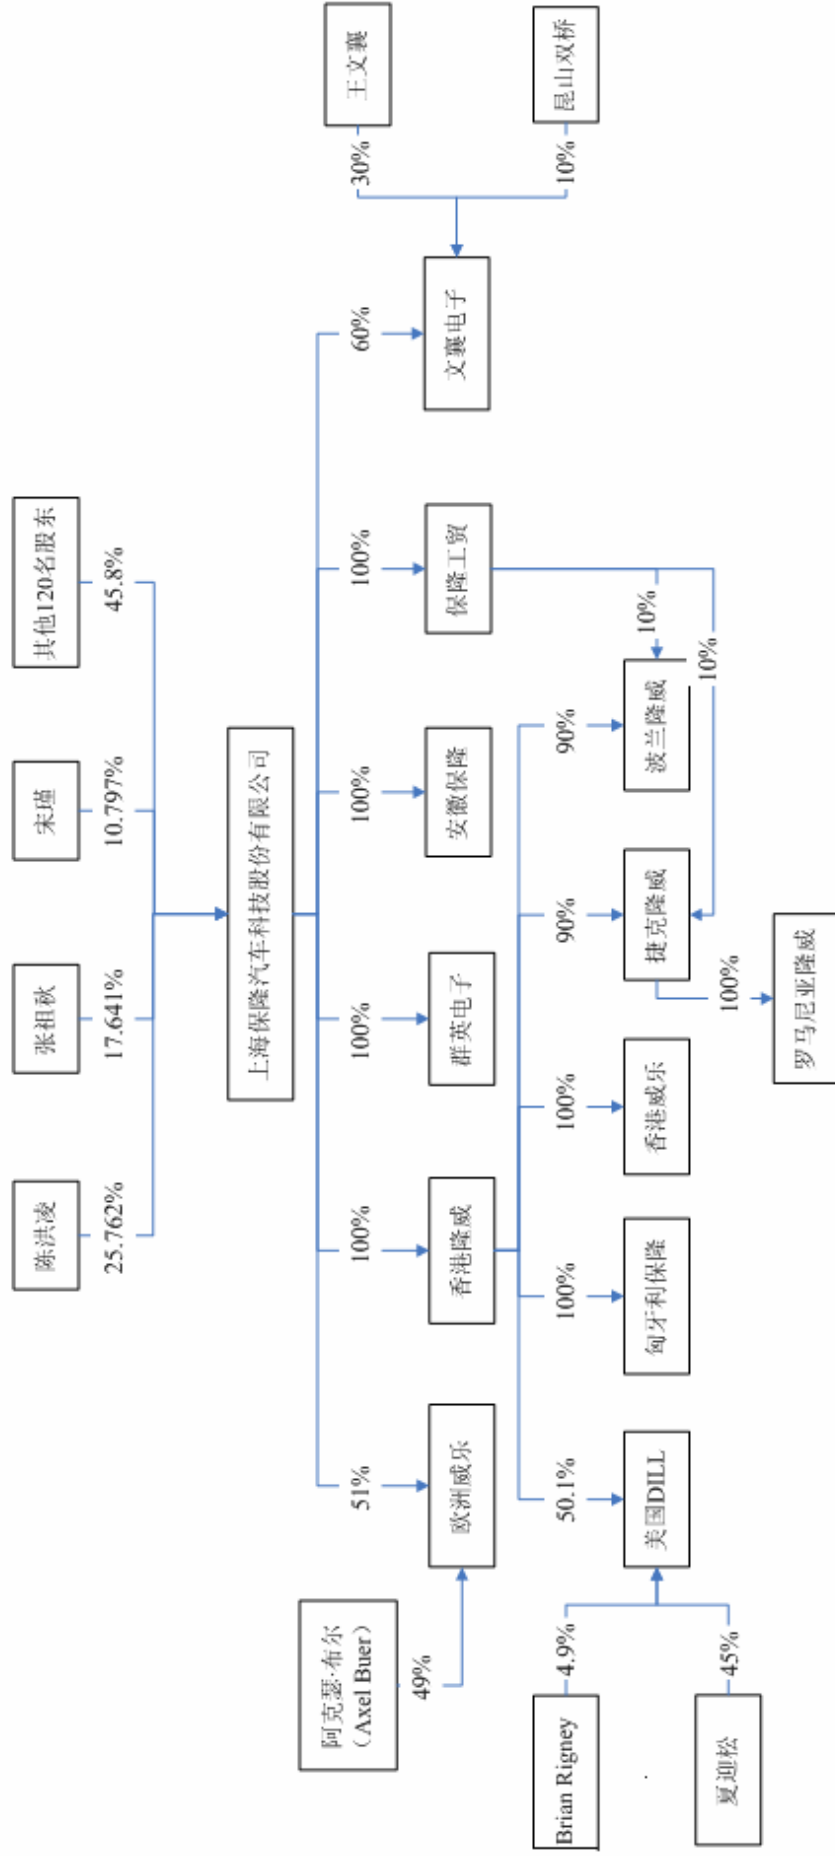 陈洪凌
张祖秋
宋瑾
其他120名股东
25.762%
17.641%
10.797%
45.8%
上海保隆汽车科技股份有限公司
阿克瑟·布尔
（Axel Buer）
49%
51%
100%
100%
100%
100%
60%
王文襄
30%
昆山双桥
10%
欧洲威乐
香港隆威
群英电子
安徽保隆
保隆工贸
文襄电子
Brian Rigney
4.9%
夏迎松
45%
50.1%
100%
100%
90%
90%
10%
10%
美国DILL
匈牙利保隆
香港威乐
捷克隆威
波兰隆威
100%
罗马尼亚隆威